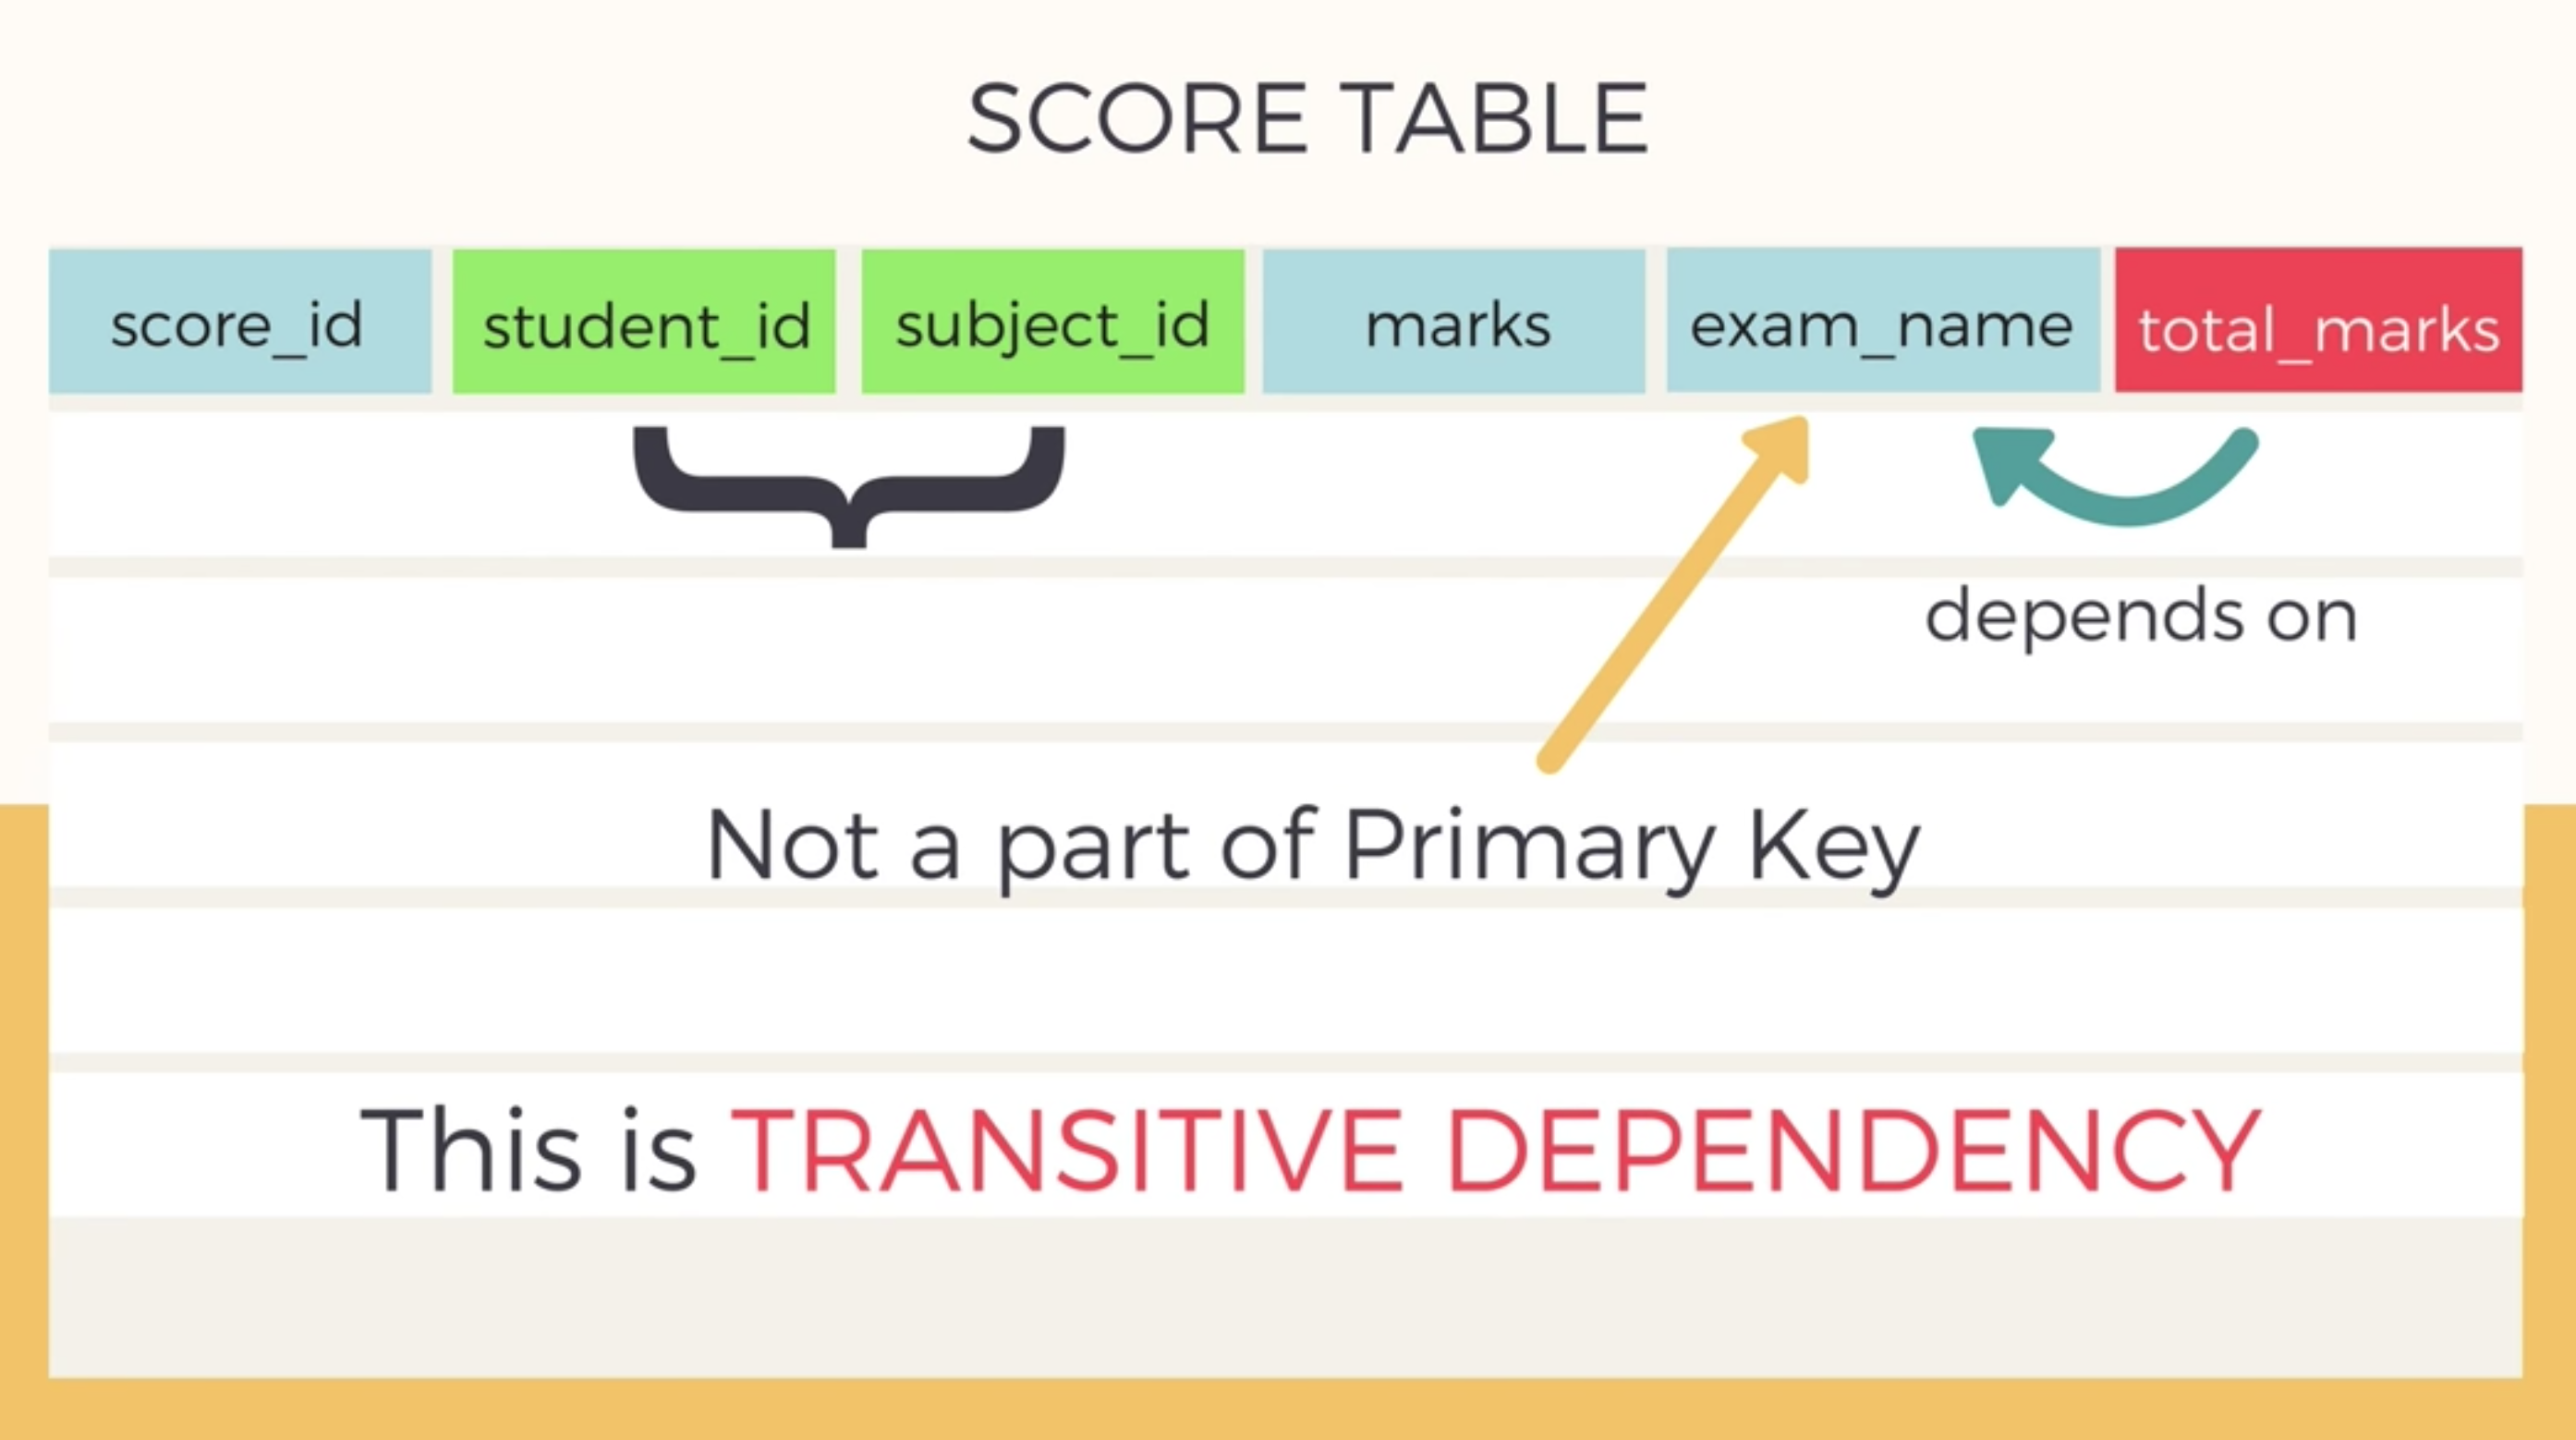 SCORE TABLE
score_id student_id subject_id marks exam_name total_marks
depends on
Not a part of Primary Key
This is TRANSITIVE DEPENDENCY